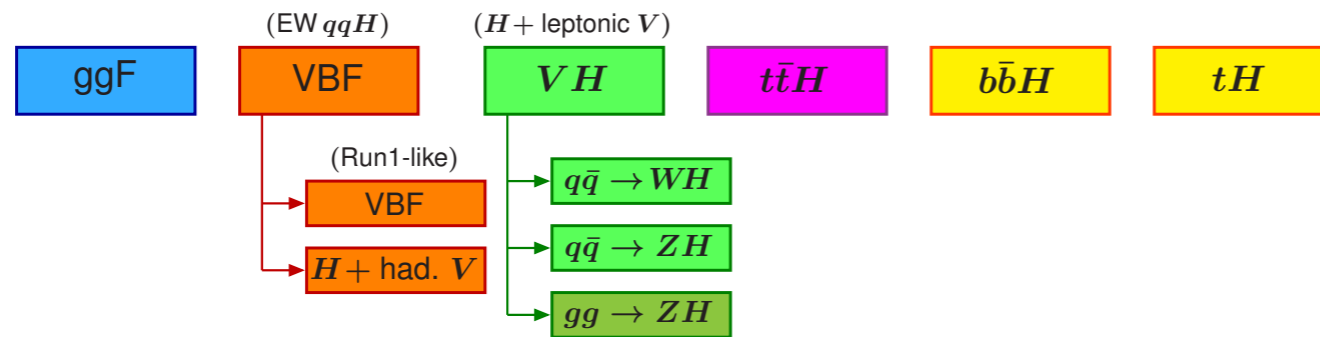 (EW qqH)
(H + leptonic V)
ggF
VBF
VH
tt̄H
bb̄H
tH
(Run1-like)
VBF
H + had. V
qq̄ → WH
qq̄ → ZH
gg → ZH